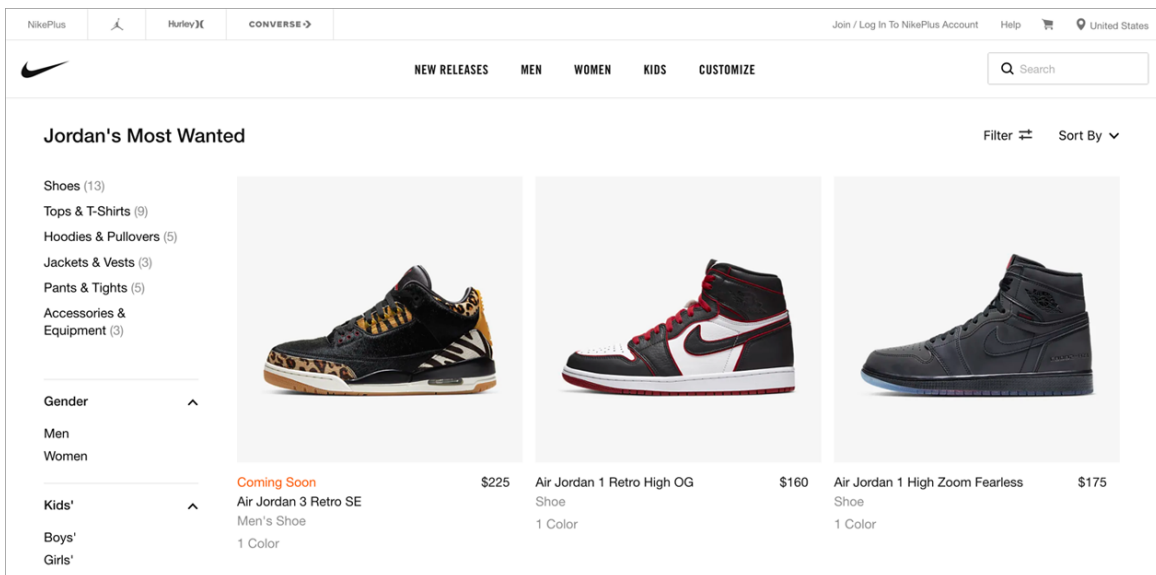 NikePlus
Hurley
CONVERSE
Join / Log In To NikePlus Account
Help
United States
NEW RELEASES
MEN
WOMEN
KIDS
CUSTOMIZE
Search
Jordan's Most Wanted
Filter
Sort By
Shoes (13)
Tops & T-Shirts (9)
Hoodies & Pullovers (5)
Jackets & Vests (3)
Pants & Tights (5)
Accessories &
Equipment (3)
Gender
Men
Women
Kids'
Boys'
Girls'
Coming Soon
$225
Air Jordan 3 Retro SE
Men's Shoe
1 Color
Air Jordan 1 Retro High OG
$160
Shoe
1 Color
Air Jordan 1 High Zoom Fearless
$175
Shoe
1 Color